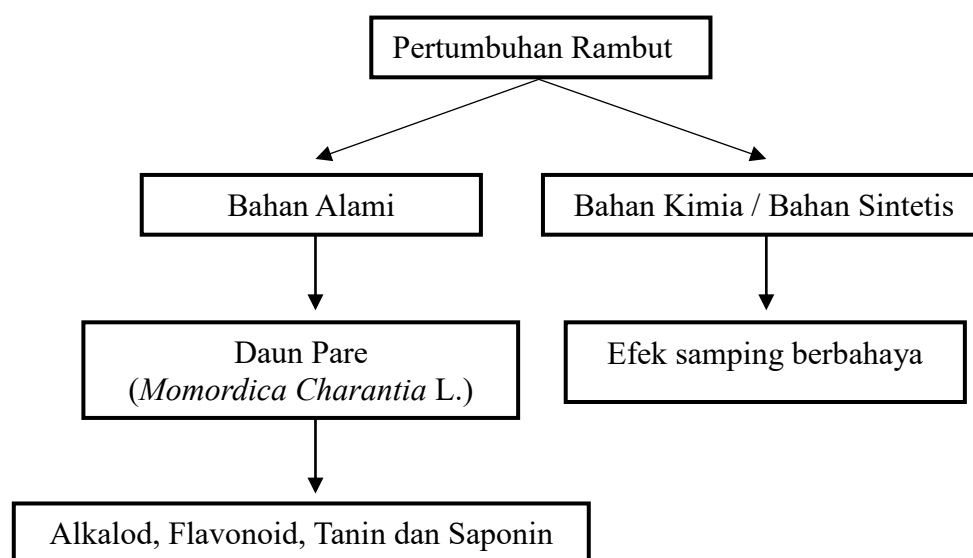 Pertumbuhan Rambut
Bahan Alami
Bahan Kimia / Bahan Sintetis
Daun Pare
(Momordica Charantia L.)
Efek samping berbahaya
Alkalod, Flavonoid, Tanin dan Saponin